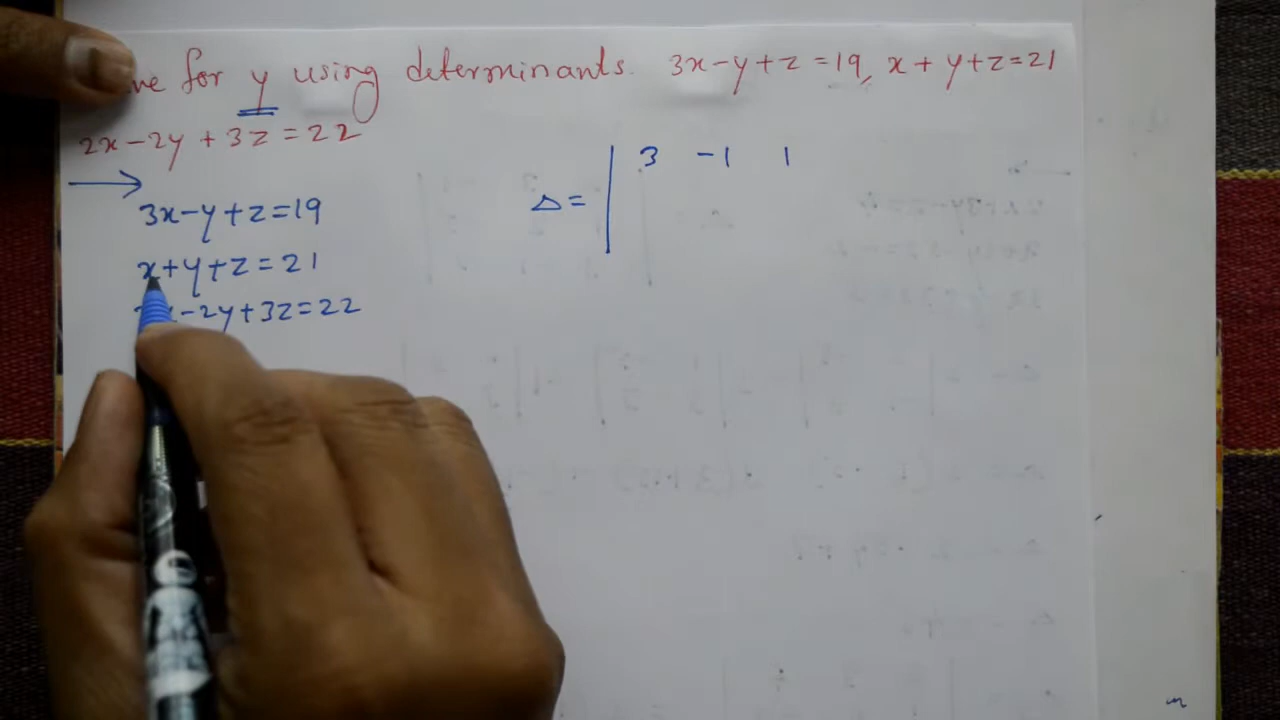 for y using determinants. 3x-y+z=19, x+y+z=21
2x-2y+3z=22
3x-y+z=19
x+y+z=21
x-2y+3z=22
Δ= | 3 -1 1